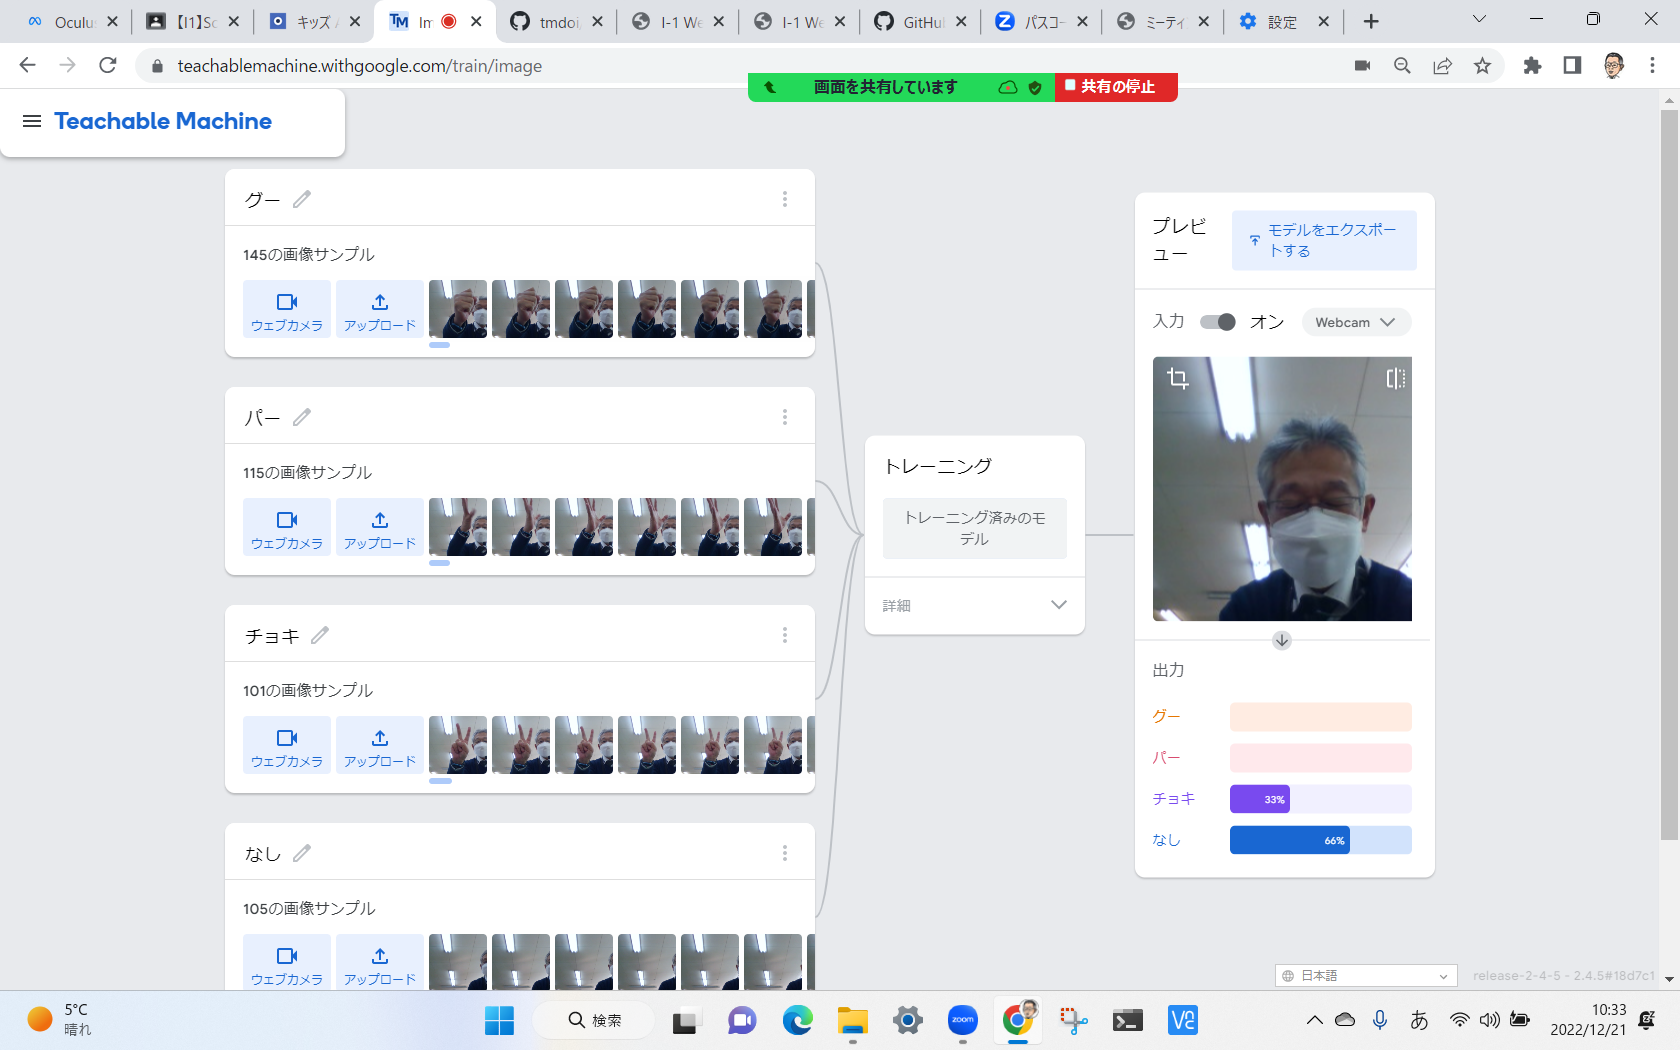 Oculus
【I1】Sc
キッズ
TM Im
tmdoi
I-1 We
I-1 We
GitHub
Z パスコー
ミーティ
設定
teachablemachine.withgoogle.com/train/image
画面を共有しています
共有の停止
Teachable Machine
グー
145の画像サンプル
ウェブカメラ
アップロード
パー
115の画像サンプル
ウェブカメラ
アップロード
チョキ
101の画像サンプル
ウェブカメラ
アップロード
なし
105の画像サンプル
ウェブカメラ
アップロード
トレーニング
トレーニング済みのモ
デル
詳細
プレビ
ュー
モデルをエクスポー
トする
入力
オン
Webcam
出力
グー
パー
チョキ
33%
なし
66%
日本語
release-2-4-5 - 2.4.5#18d7c1
5°C
晴れ
検索
zoom
あ
10:33
2022/12/21